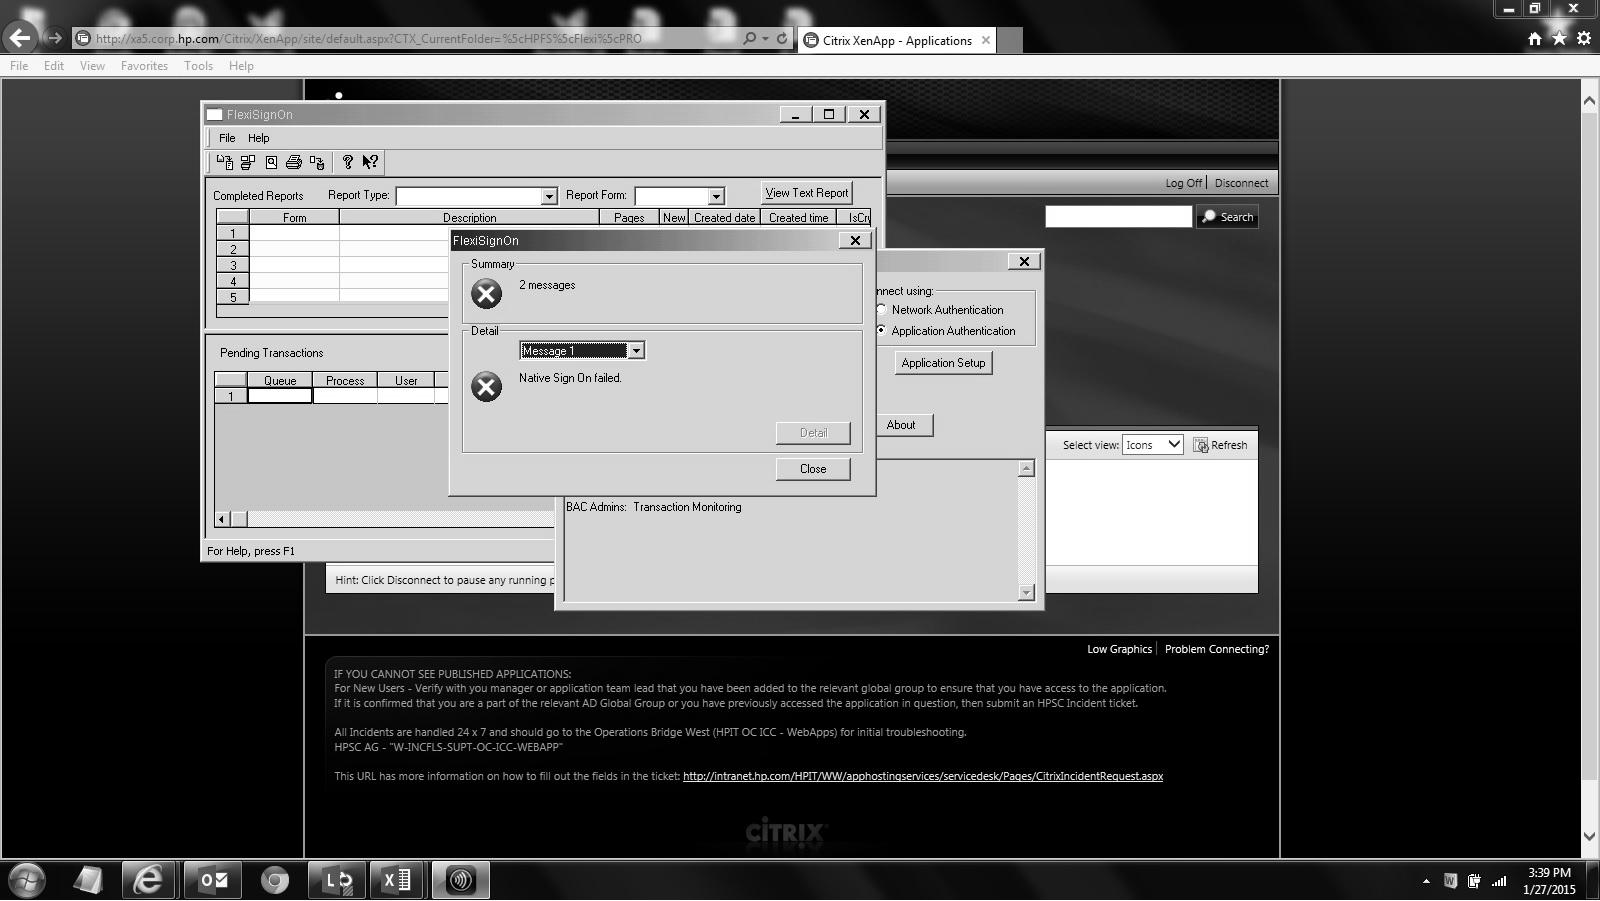 http://xa5.corp.hp.com/Citrix/XenApp/site/default.aspx?CTX_CurrentFolder=%5cHPFS%5cFlexi%5cPRO
Citrix XenApp - Applications
File Edit View Favorites Tools Help
FlexiSignOn
File Help
Completed Reports Report Type: Report Form: View Text Report
Form Description Pages New Created date Created time IsCry
1
2
3
4
5
Log Off Disconnect
Search
FlexiSignOn
Summary
2 messages
Detail
Message 1
Native Sign On failed.
Detail
Close
nnect using:
Network Authentication
Application Authentication
Application Setup
About
Pending Transactions
Queue Process User
1
Select view: Icons Refresh
BAC Admins: Transaction Monitoring
For Help, press F1
Hint: Click Disconnect to pause any running p
Low Graphics Problem Connecting?
IF YOU CANNOT SEE PUBLISHED APPLICATIONS:
For New Users - Verify with you manager or application team lead that you have been added to the relevant global group to ensure that you have access to the application.
If it is confirmed that you are a part of the relevant AD Global Group or you have previously accessed the application in question, then submit an HPSC Incident ticket.
All Incidents are handled 24 x 7 and should go to the Operations Bridge West (HPIT OC ICC - WebApps) for initial troubleshooting.
HPSC AG - "W-INCFLS-SUPT-OC-ICC-WEBAPP"
This URL has more information on how to fill out the fields in the ticket: http://intranet.hp.com/HPIT/WW/apphostingservices/servicedesk/Pages/CitrixIncidentRequest.aspx
CITRIX
3:39 PM
1/27/2015